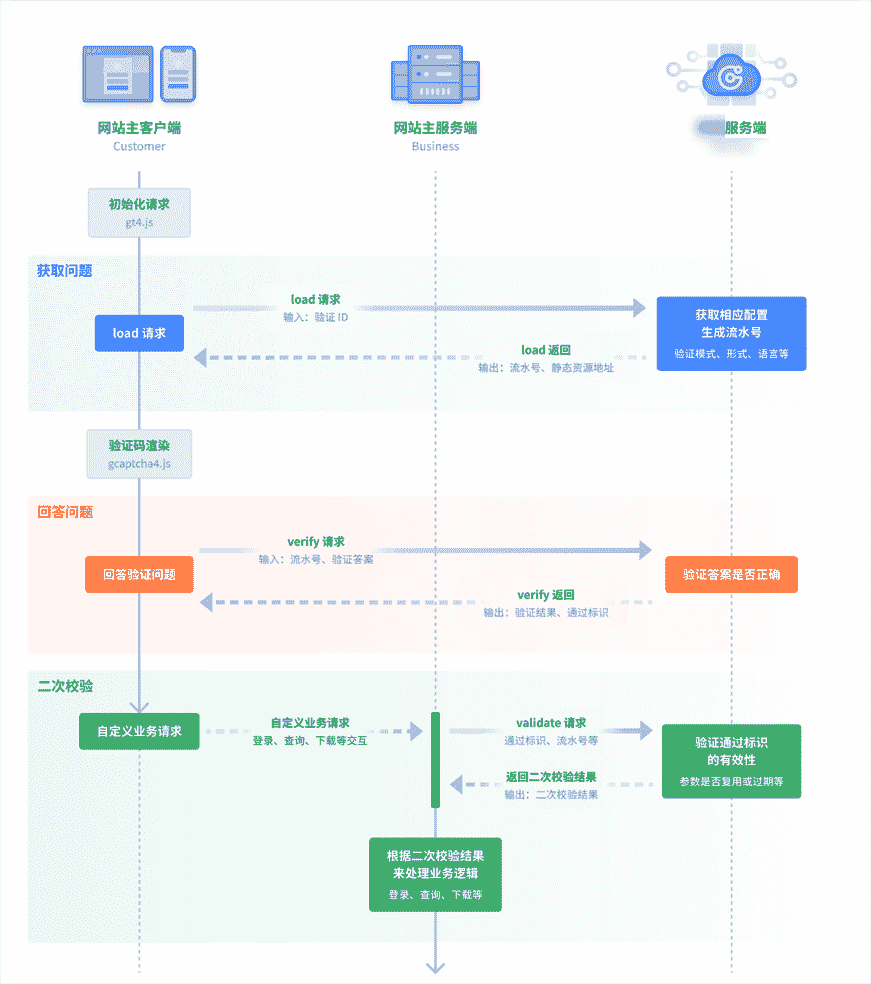 网站主客户端
Customer
网站主服务端
Business
服务端
初始化请求
gt4.js
获取问题
load 请求
输入：验证 ID
load 请求
获取相应配置
生成流水号
验证模式、形式、语言等
load 返回
输出：流水号、静态资源地址
验证码渲染
gcaptcha4.js
回答问题
verify 请求
输入：流水号、验证答案
回答验证问题
验证答案是否正确
verify 返回
输出：验证结果、通过标识
二次校验
自定义业务请求
自定义业务请求
登录、查询、下载等交互
validate 请求
通过标识、流水号等
验证通过标识
的有效性
参数是否复用或过期等
返回二次校验结果
输出：二次校验结果
根据二次校验结果
来处理业务逻辑
登录、查询、下载等